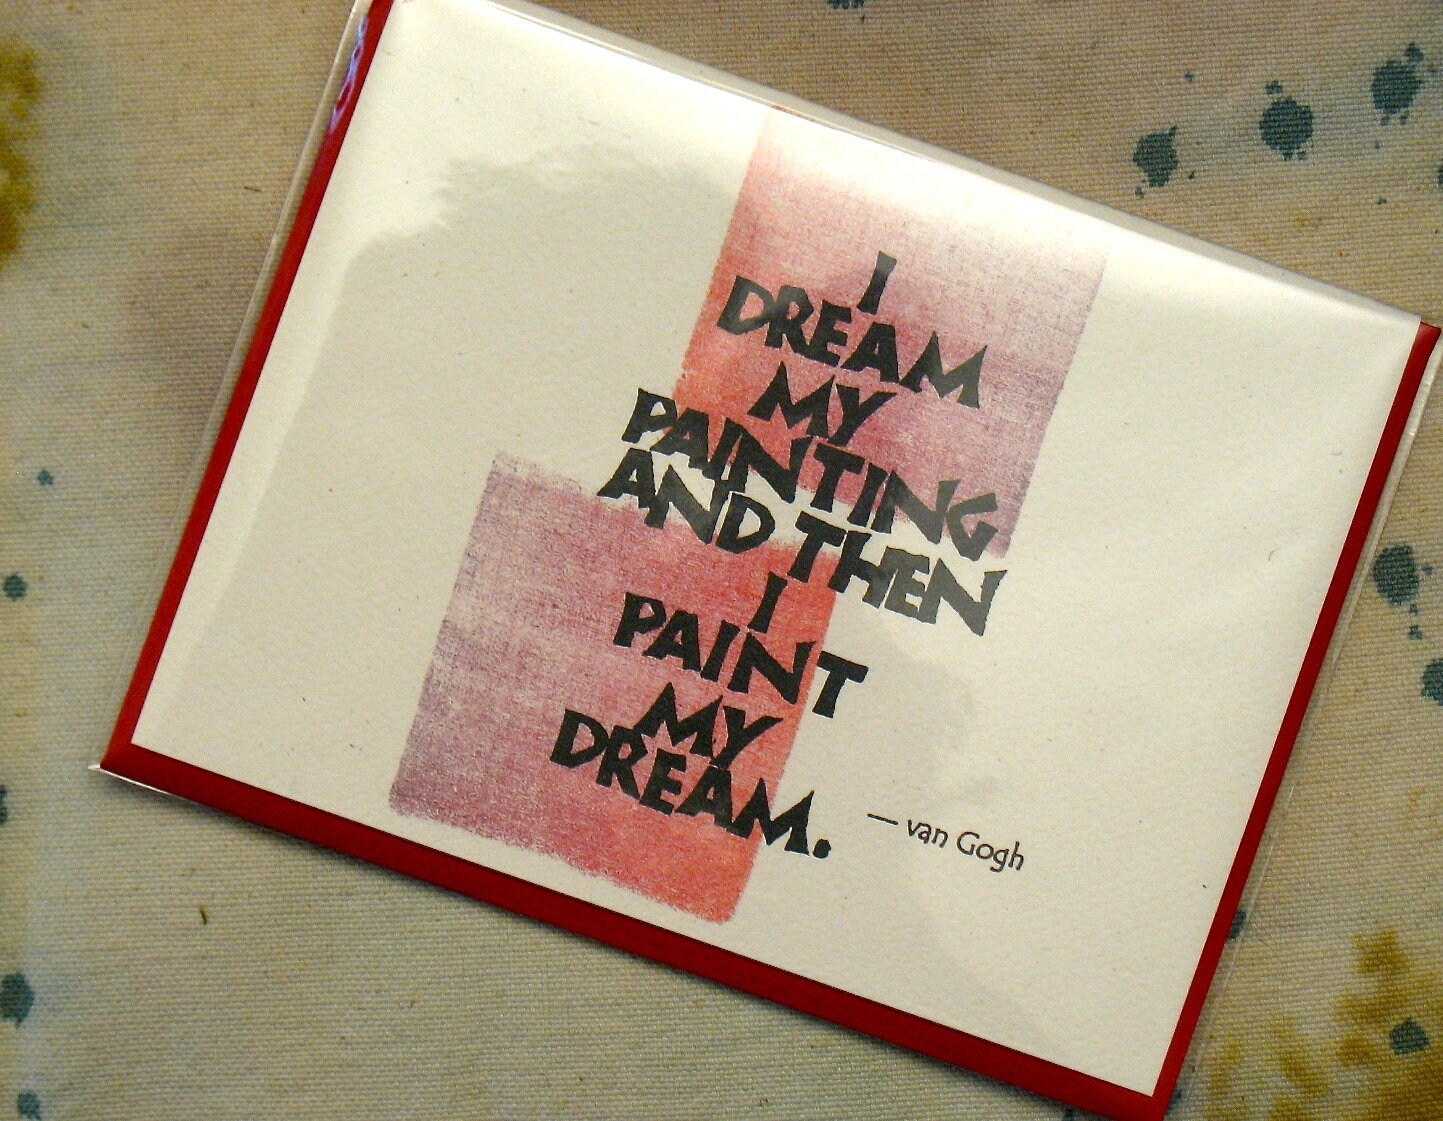 I
DREAM
MY
PAINTING
AND THEN
I
PAINT
MY
DREAM.
— van Gogh